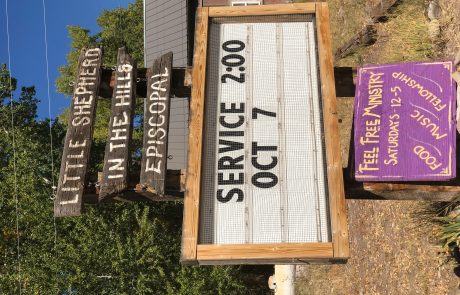 LITTLE SHEPHERD
IN THE HILLS
EPISCOPAL
SERVICE 2:00
OCT 7
FEEL FREE MINISTRY
SATURDAYS 12-5
FOOD MUSIC FELLOWSHIP